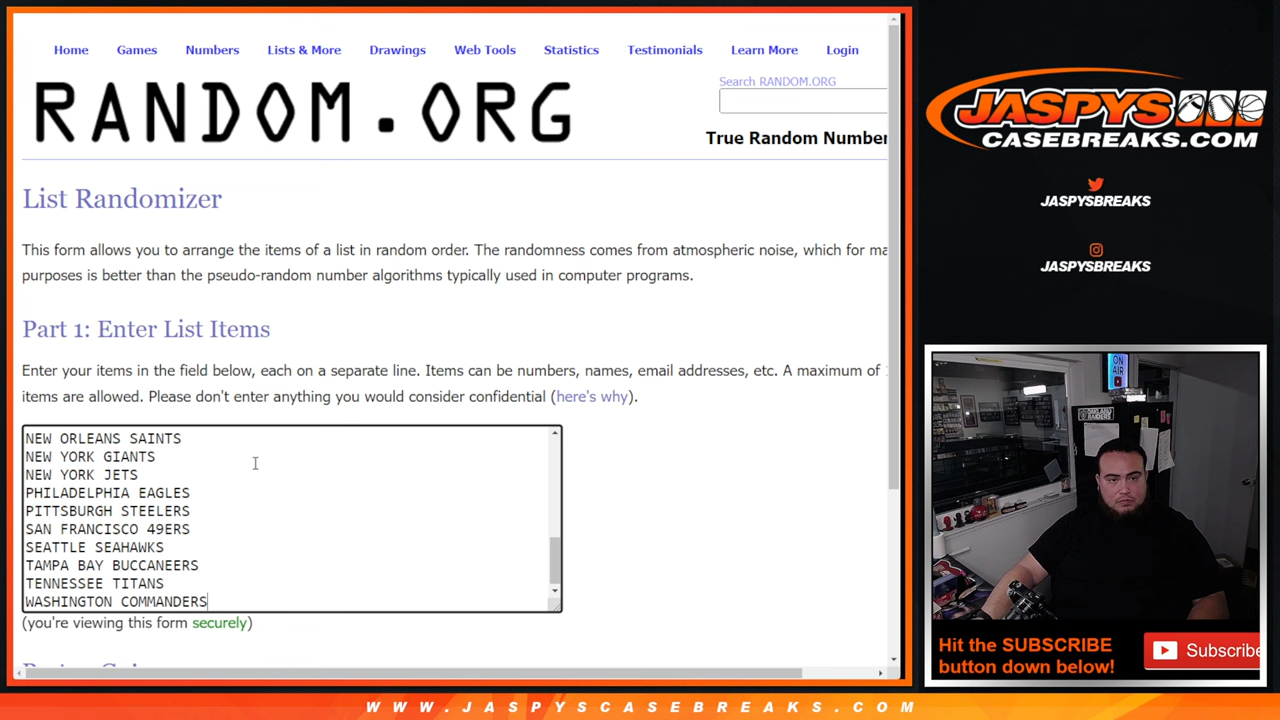 Home Games Numbers Lists & More Drawings Web Tools Statistics Testimonials Learn More Login
RANDOM.ORG
Search RANDOM.ORG
True Random Number
List Randomizer
This form allows you to arrange the items of a list in random order. The randomness comes from atmospheric noise, which for ma
purposes is better than the pseudo-random number algorithms typically used in computer programs.
Part 1: Enter List Items
Enter your items in the field below, each on a separate line. Items can be numbers, names, email addresses, etc. A maximum of
items are allowed. Please don't enter anything you would consider confidential (here's why).
NEW ORLEANS SAINTS
NEW YORK GIANTS
NEW YORK JETS
PHILADELPHIA EAGLES
PITTSBURGH STEELERS
SAN FRANCISCO 49ERS
SEATTLE SEAHAWKS
TAMPA BAY BUCCANEERS
TENNESSEE TITANS
WASHINGTON COMMANDERS
(you're viewing this form securely)
JASPYS
CASEBREAKS.COM
JASPYSBREAKS
JASPYSBREAKS
ON
AIR
Hit the SUBSCRIBE
button down below!
Subscribe
WWW.JASPYSCASEBREAKS.COM